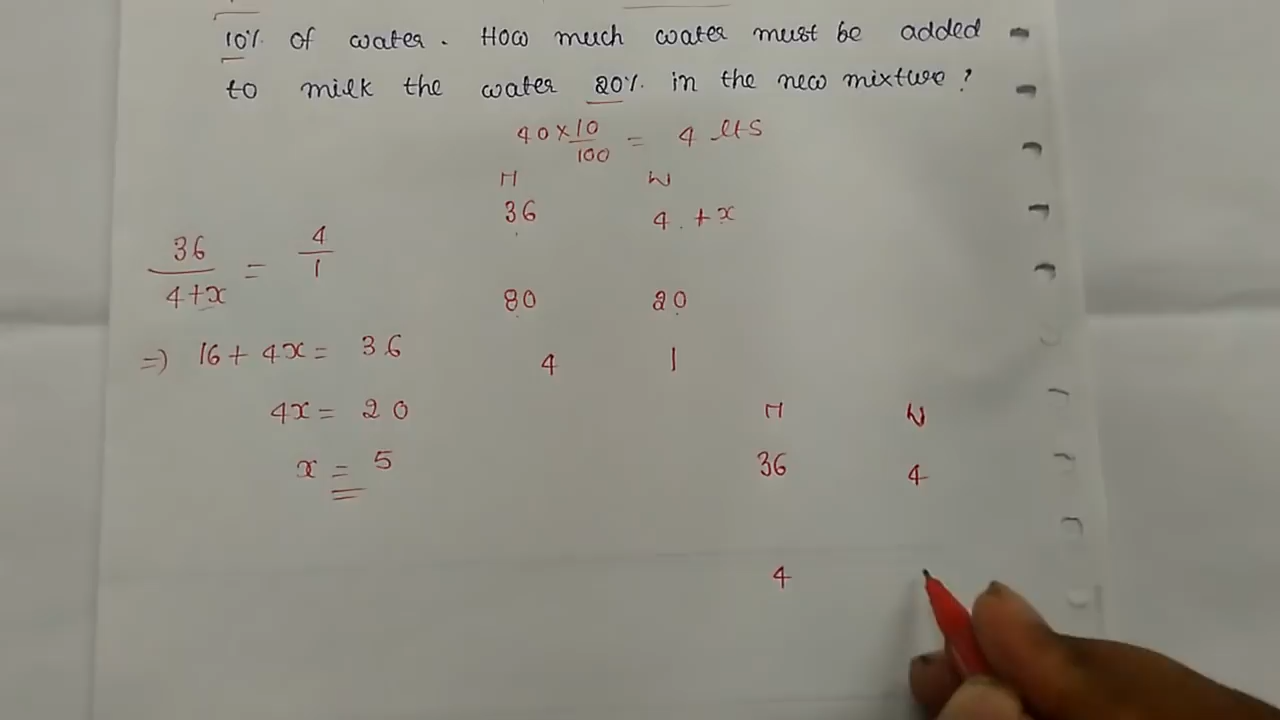 10% of water. How much water must be added
to milk the water 20% in the new mixture?
40 × 10/100 = 4 lts
M W
36 4 + x
36/4+x = 4/1
80 20
=) 16 + 4x = 36
4 1
4x = 20
M W
x = 5
36 4
4